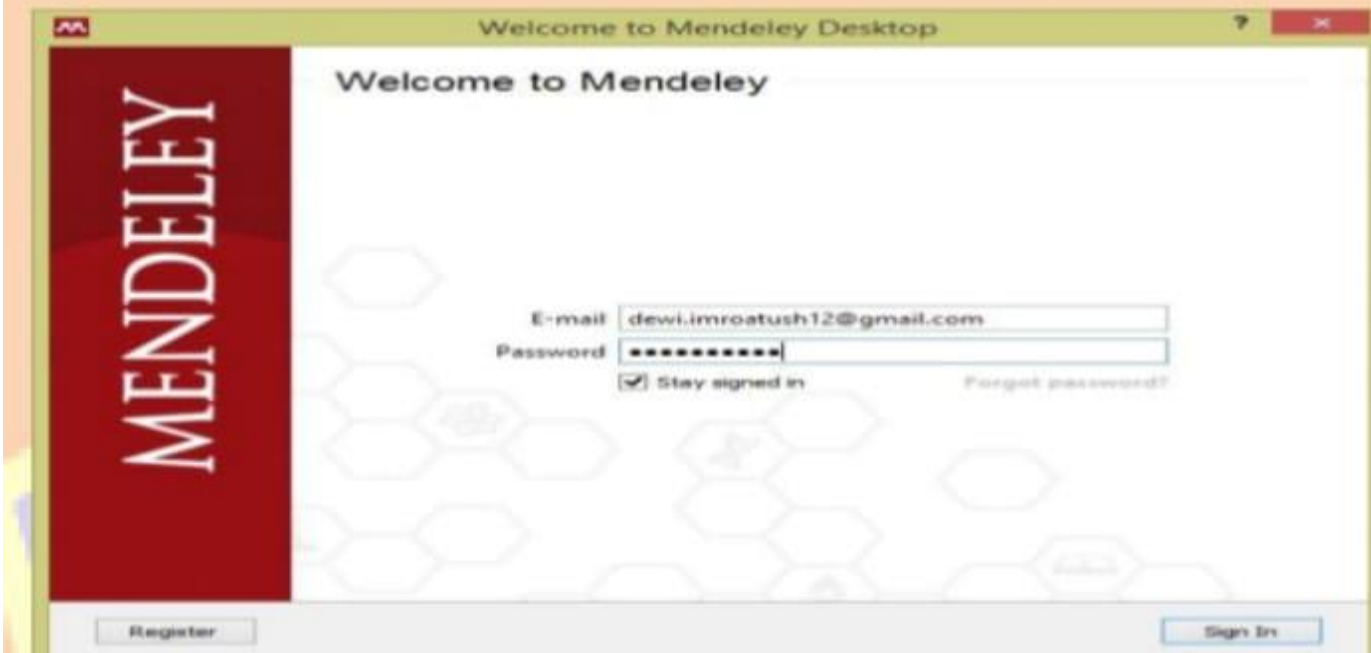 Welcome to Mendeley Desktop ?
Welcome to Mendeley
MENDELEY
E-mail dewi.imroatush12@gmail.com
Password ••••••••••
Stay signed in Forgot password?
Register Sign In